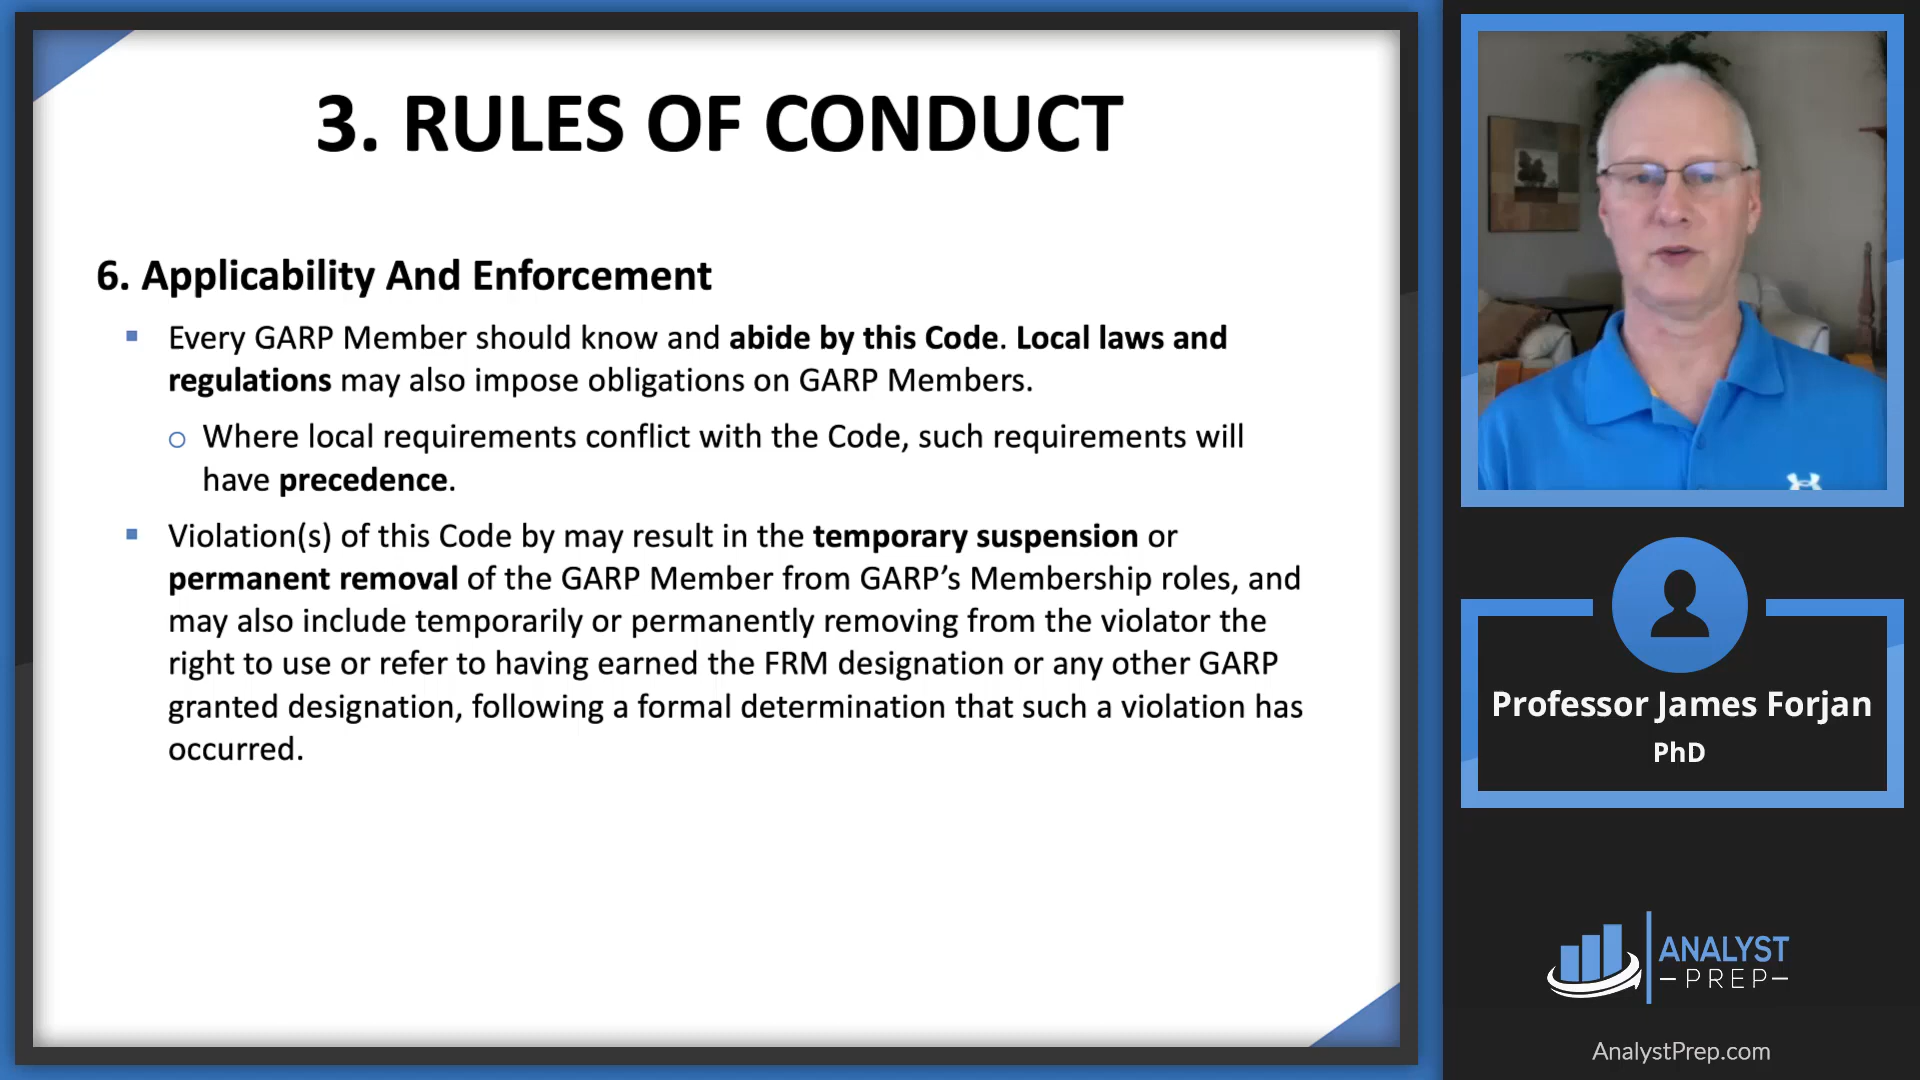 3. RULES OF CONDUCT
6. Applicability And Enforcement
Every GARP Member should know and abide by this Code. Local laws and
regulations may also impose obligations on GARP Members.
Where local requirements conflict with the Code, such requirements will
have precedence.
Violation(s) of this Code by may result in the temporary suspension or
permanent removal of the GARP Member from GARP’s Membership roles, and
may also include temporarily or permanently removing from the violator the
right to use or refer to having earned the FRM designation or any other GARP
granted designation, following a formal determination that such a violation has
occurred.
Professor James Forjan
PhD
ANALYST
PREP
AnalystPrep.com